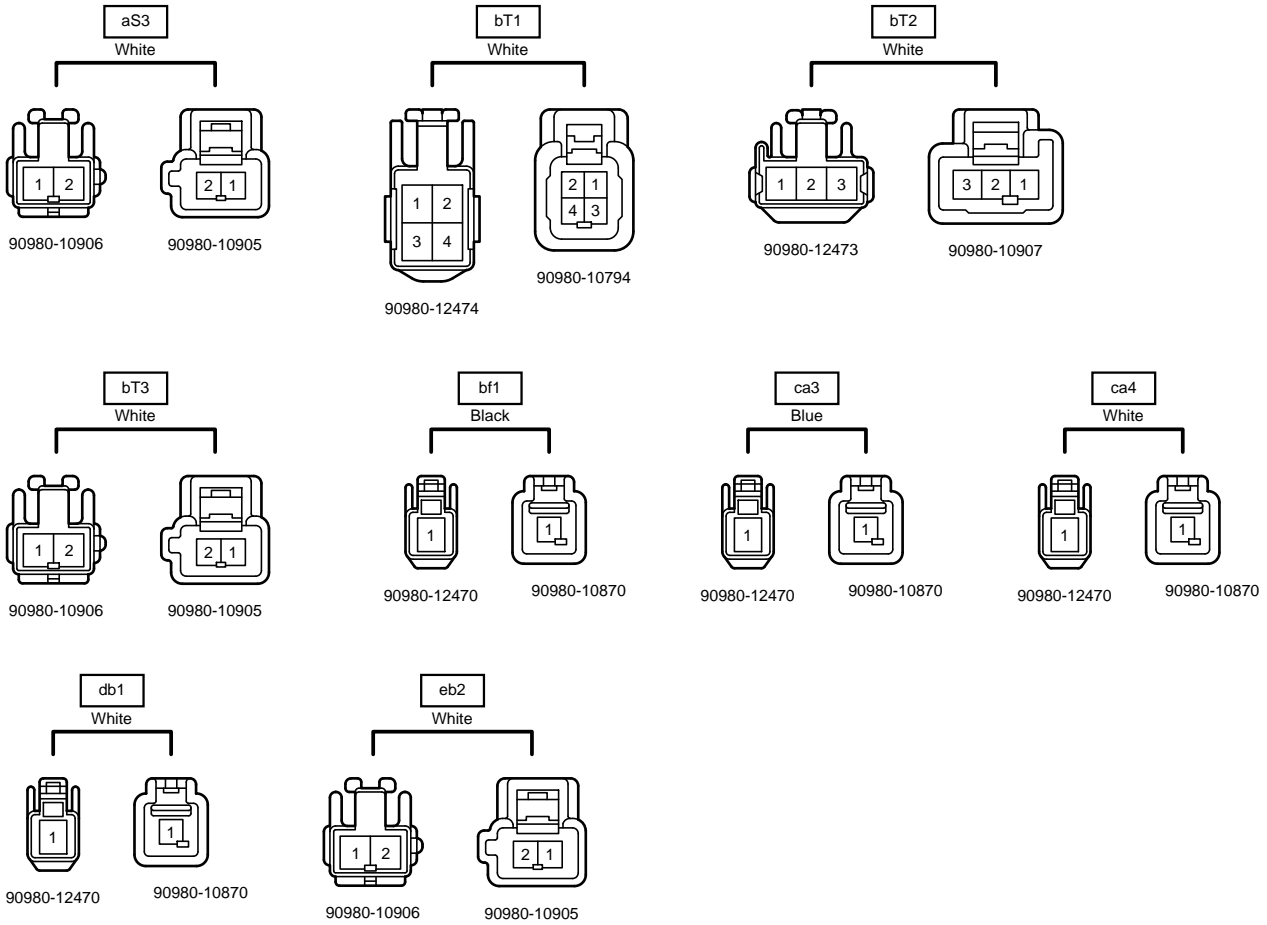 aS3
White
1 2
2 1
90980-10906
90980-10905
bT1
White
1 2
3 4
2 1
4 3
90980-12474
90980-10794
bT2
White
1 2 3
3 2 1
90980-12473
90980-10907
bT3
White
1 2
2 1
90980-10906
90980-10905
bf1
Black
1
1
90980-12470
90980-10870
ca3
Blue
1
1
90980-12470
90980-10870
ca4
White
1
1
90980-12470
90980-10870
db1
White
1
1
90980-12470
90980-10870
eb2
White
1 2
2 1
90980-10906
90980-10905